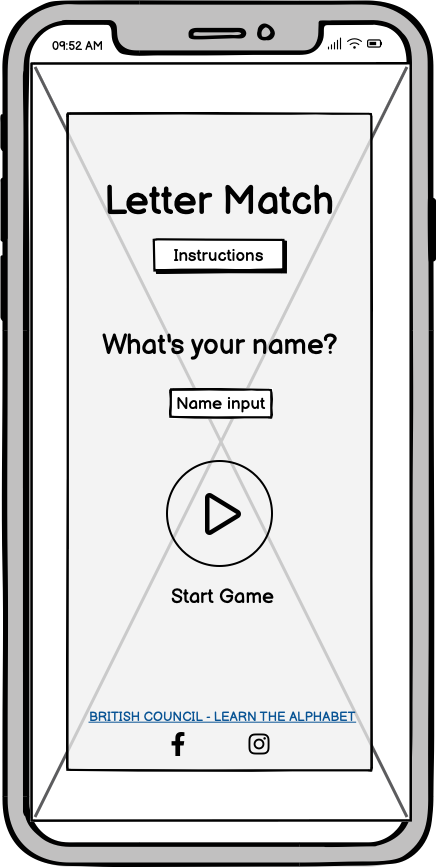 09:52 AM
Letter Match
Instructions
What's your name?
Name input
Start Game
BRITISH COUNCIL - LEARN THE ALPHABET